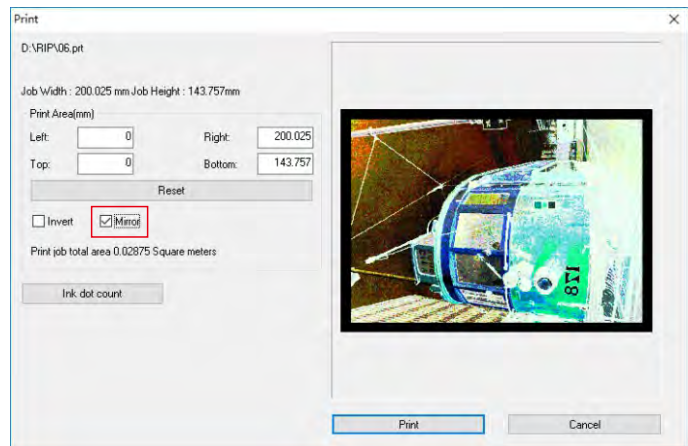 Print
D:\RIP\06.prt
Job Width : 200.025 mm Job Height : 143.757mm
Print Area(mm)
Left: 0 Right: 200.025
Top: 0 Bottom: 143.757
Reset
Invert Mirror
Print job total area 0.02875 Square meters
Ink dot count
178
Print Cancel